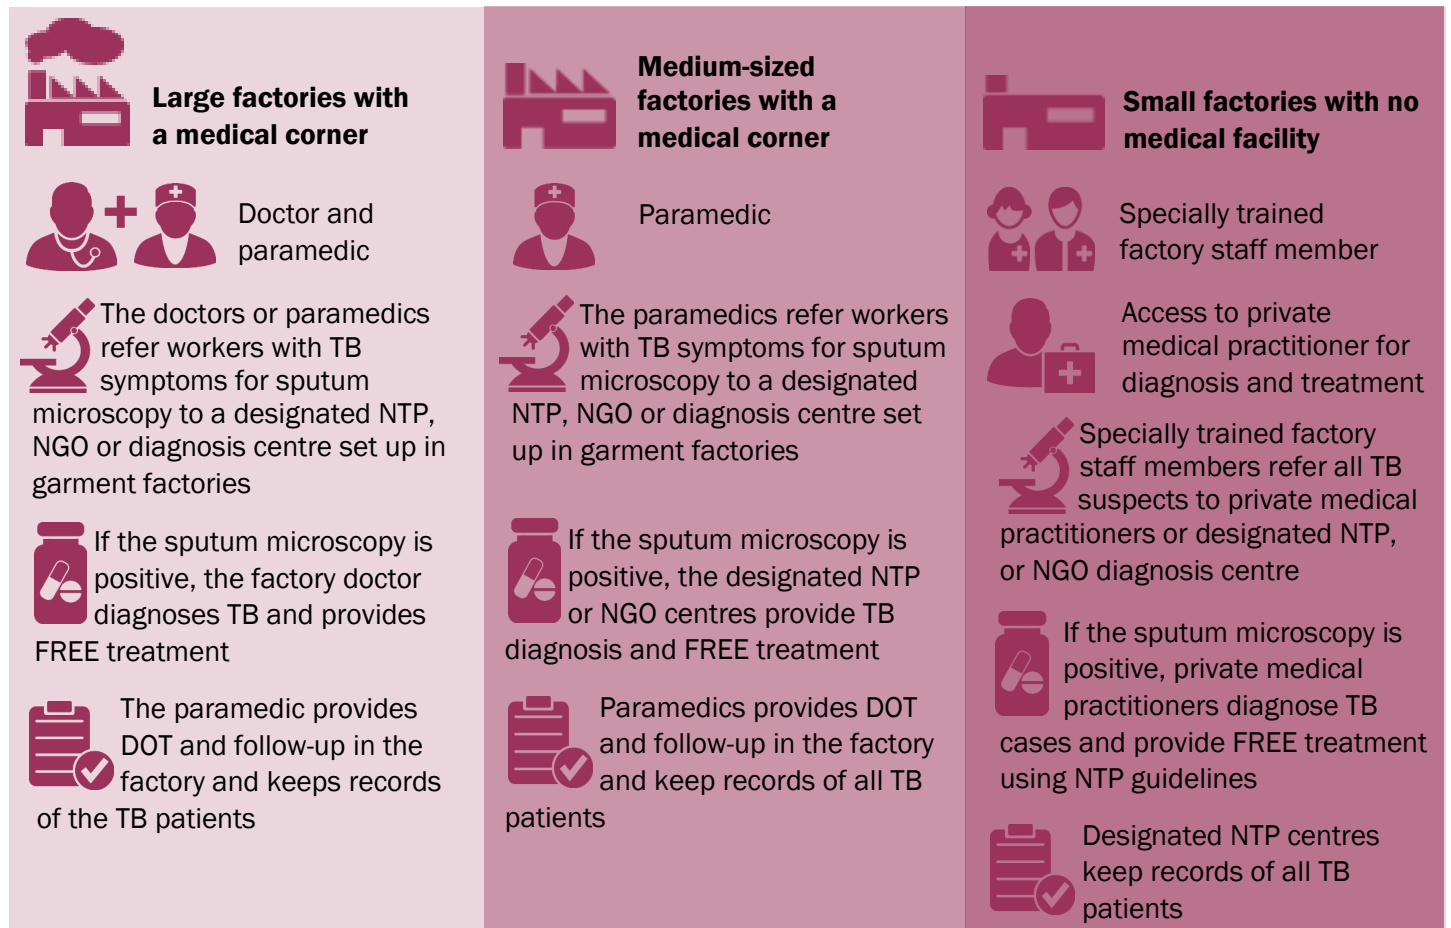 Large factories with
a medical corner
Doctor and
paramedic
The doctors or paramedics
refer workers with TB
symptoms for sputum
microscopy to a designated NTP,
NGO or diagnosis centre set up in
garment factories
If the sputum microscopy is
positive, the factory doctor
diagnoses TB and provides
FREE treatment
The paramedic provides
DOT and follow-up in the
factory and keeps records
of the TB patients
Medium-sized
factories with a
medical corner
Paramedic
The paramedics refer workers
with TB symptoms for sputum
microscopy to a designated
NTP, NGO or diagnosis centre set
up in garment factories
If the sputum microscopy is
positive, the designated NTP
or NGO centres provide TB
diagnosis and FREE treatment
Paramedics provides DOT
and follow-up in the factory
and keep records of all TB
patients
Small factories with no
medical facility
Specially trained
factory staff member
Access to private
medical practitioner for
diagnosis and treatment
Specially trained factory
staff members refer all TB
suspects to private medical
practitioners or designated NTP,
or NGO diagnosis centre
If the sputum microscopy is
positive, private medical
practitioners diagnose TB
cases and provide FREE treatment
using NTP guidelines
Designated NTP centres
keep records of all TB
patients